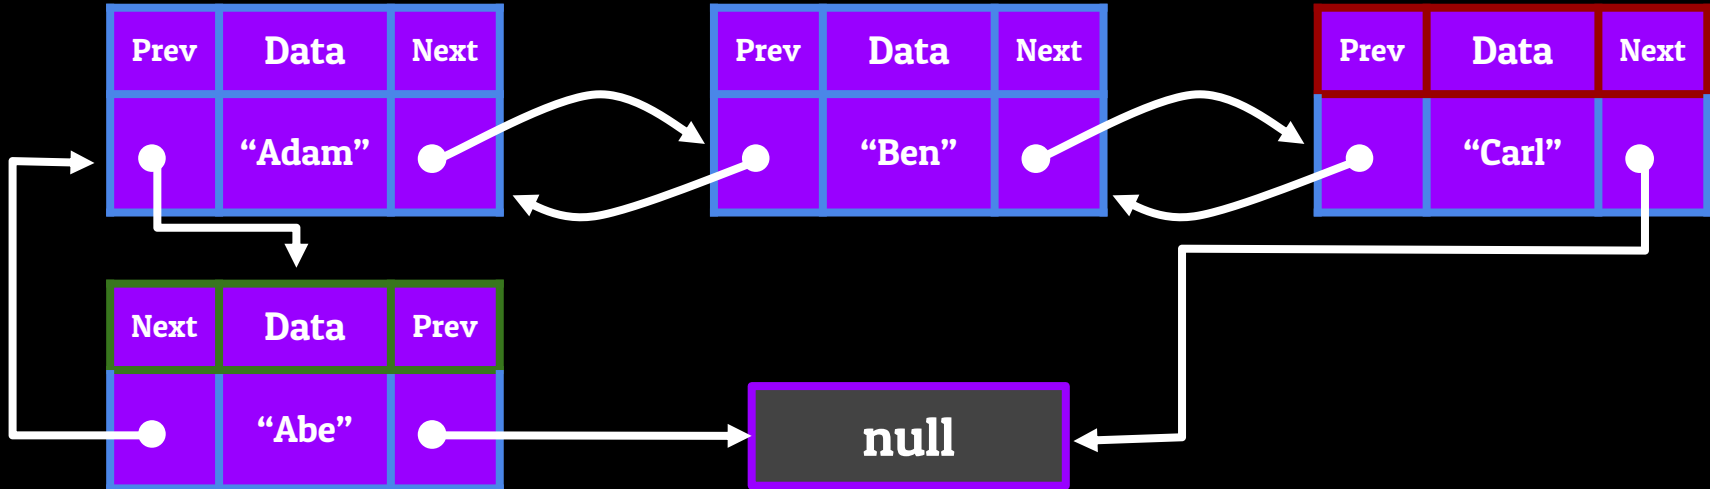 Prev Data Next
“Adam”
Prev Data Next
“Ben”
Prev Data Next
“Carl”
Next Data Prev
“Abe”
null